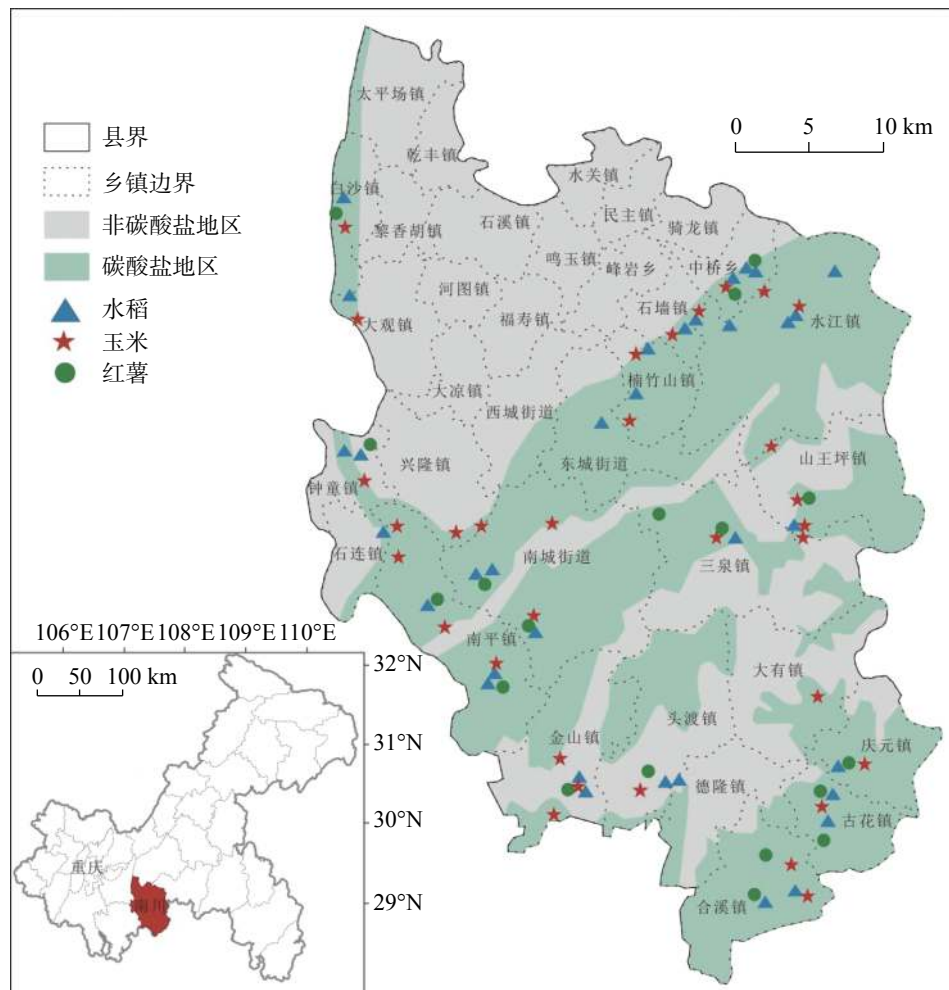 太平场镇
乾丰镇
水关镇
白沙镇
黎香胡镇
石溪镇
民主镇
骑龙镇
鸣玉镇
峰岩乡
中桥乡
河图镇
石墙镇
大观镇
福寿镇
水江镇
楠竹山镇
大凉镇
西城街道
兴隆镇
东城街道
山王坪镇
钟童镇
石连镇
南城街道
三泉镇
南平镇
大有镇
头渡镇
金山镇
庆元镇
德隆镇
古花镇
合溪镇
0 5 10 km
县界
乡镇边界
非碳酸盐地区
碳酸盐地区
水稻
玉米
红薯
106°E 107°E 108°E 109°E 110°E
0 50 100 km
32°N
31°N
30°N
29°N
重庆
南川